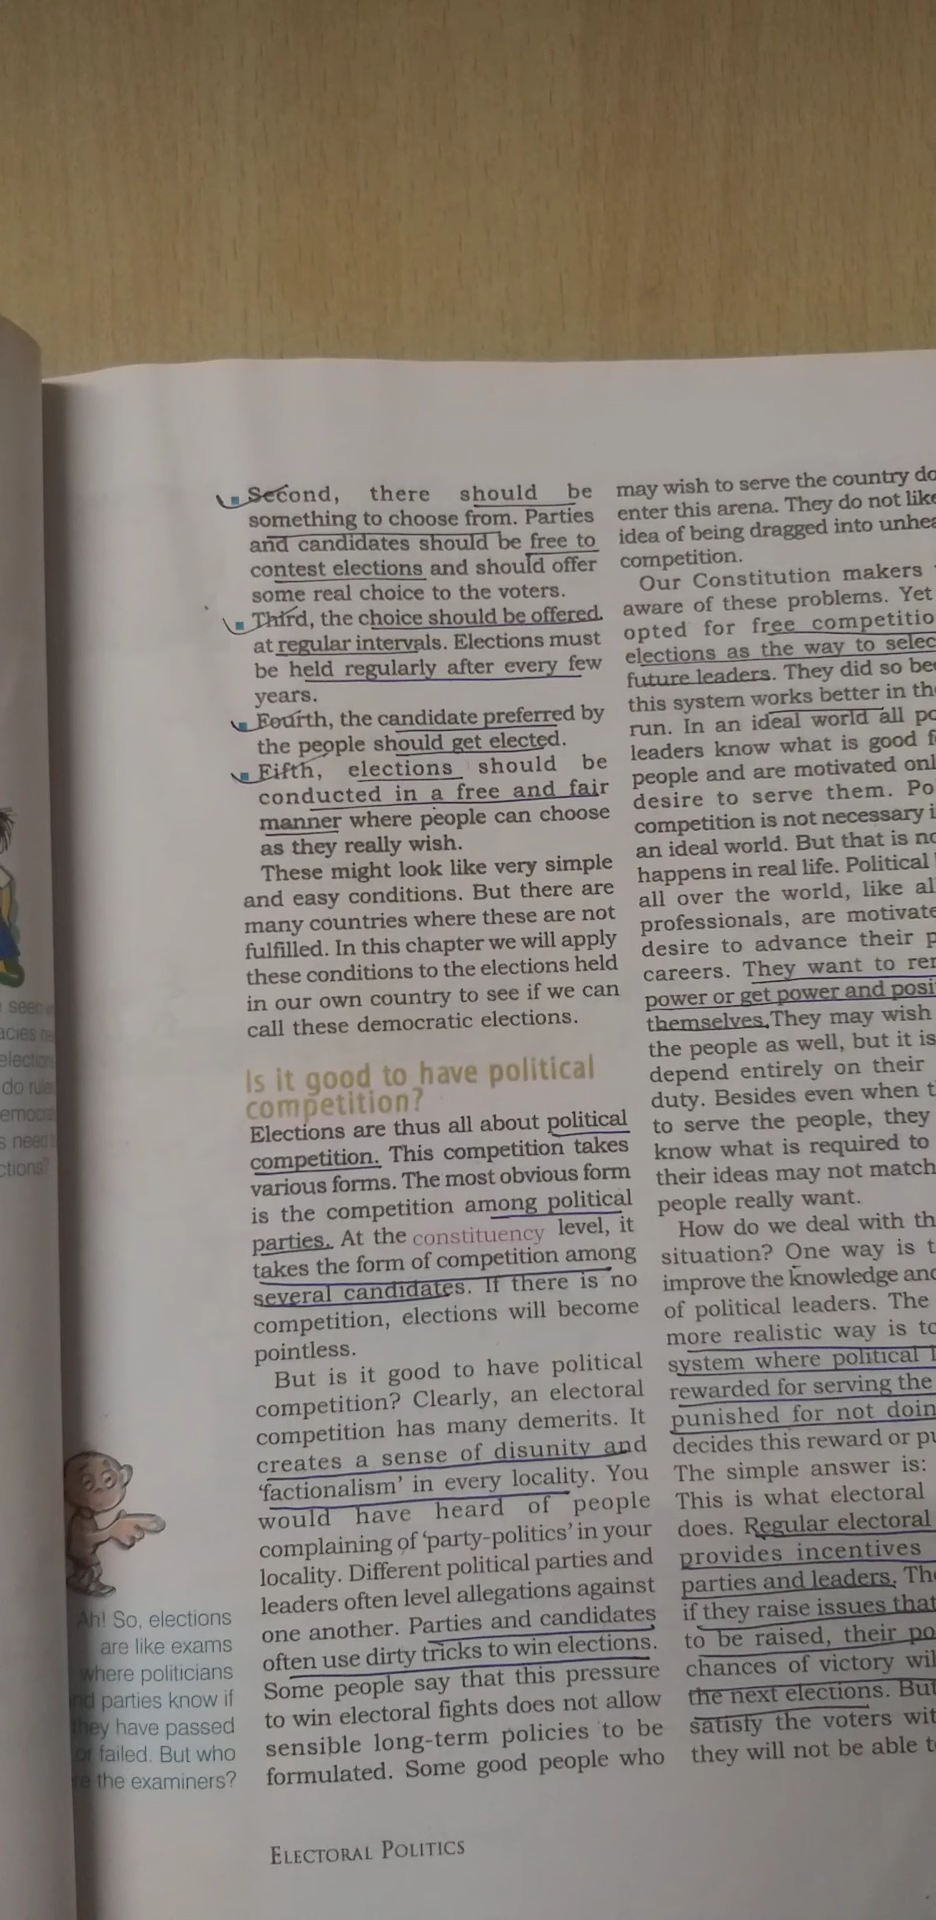 Second, there should be
something to choose from. Parties
and candidates should be free to
contest elections and should offer
some real choice to the voters.
Third, the choice should be offered
at regular intervals. Elections must
be held regularly after every few
years.
Fourth, the candidate preferred by
the people should get elected.
Fifth, elections should be
conducted in a free and fair
manner where people can choose
as they really wish.
These might look like very simple
and easy conditions. But there are
many countries where these are not
fulfilled. In this chapter we will apply
these conditions to the elections held
in our own country to see if we can
call these democratic elections.
Is it good to have political
competition?
Elections are thus all about political
competition. This competition takes
various forms. The most obvious form
is the competition among political
parties. At the constituency level, it
takes the form of competition among
several candidates. If there is no
competition, elections will become
pointless.
But is it good to have political
competition? Clearly, an electoral
competition has many demerits. It
creates a sense of disunity and
‘factionalism’ in every locality. You
would have heard of people
complaining of ‘party-politics’ in your
locality. Different political parties and
leaders often level allegations against
one another. Parties and candidates
often use dirty tricks to win elections.
Some people say that this pressure
to win electoral fights does not allow
sensible long-term policies to be
formulated. Some good people who
may wish to serve the country do
enter this arena. They do not like
idea of being dragged into
competition.
Our Constitution makers
aware of these problems. Yet
opted for free
elections as the way to
future leaders. They did so
this system works better in
run. In an ideal world all
leaders know what is good
people and are motivated
desire to serve them.
competition is not necessary
an ideal world. But that is
happens in real life. Political
all over the world, like
professionals, are
desire to advance their
careers. They want to
power or get power and
themselves. They may wish
the people as well, but it is
depend entirely on their
duty. Besides even when
to serve the people, they
know what is required to
their ideas may not match
people really want.
How do we deal with
situation? One way is
improve the knowledge
of political leaders. The
more realistic way is
system where political
rewarded for serving the
punished for not
decides this reward or
The simple answer is:
This is what electoral
does. Regular electoral
provides incentives
parties and leaders.
if they raise issues that
to be raised, their
chances of victory
the next elections. But
satisfy the voters
they will not be able
Ah! So, elections
are like exams
where politicians
and parties know if
they have passed
or failed. But who
the examiners?
ELECTORAL POLITICS